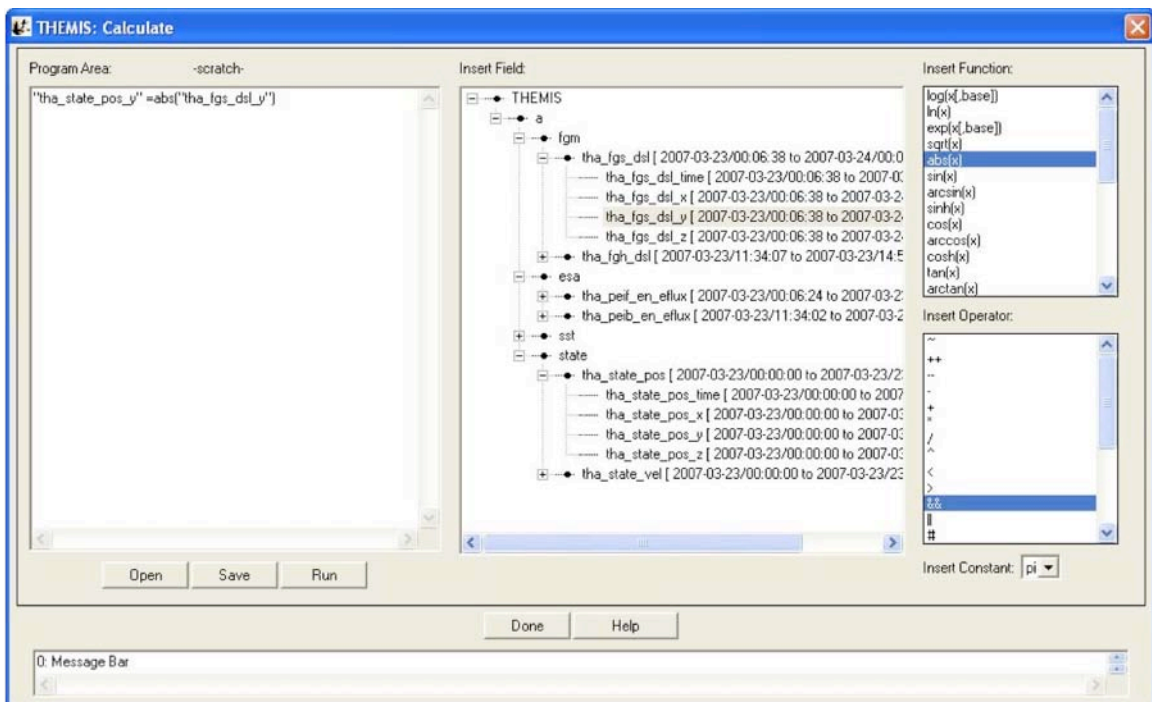 THEMIS: Calculate
Program Area: -scratch-
"tha_state_pos_y" =abs("tha_fgs_dsl_y")
Open Save Run
Insert Field:
THEMIS
a
fgm
tha_fgs_dsl [ 2007-03-23/00:06:38 to 2007-03-24/00:0
tha_fgs_dsl_time [ 2007-03-23/00:06:38 to 2007-03
tha_fgs_dsl_x [ 2007-03-23/00:06:38 to 2007-03-2
tha_fgs_dsl_y [ 2007-03-23/00:06:38 to 2007-03-2
tha_fgs_dsl_z [ 2007-03-23/00:06:38 to 2007-03-2
tha_fgh_dsl [ 2007-03-23/11:34:07 to 2007-03-23/14:5
esa
tha_peif_en_eflux [ 2007-03-23/00:06:24 to 2007-03-2
tha_peib_en_eflux [ 2007-03-23/11:34:02 to 2007-03-2
sst
state
tha_state_pos [ 2007-03-23/00:00:00 to 2007-03-23/2
tha_state_pos_time [ 2007-03-23/00:00:00 to 2007
tha_state_pos_x [ 2007-03-23/00:00:00 to 2007-03
tha_state_pos_y [ 2007-03-23/00:00:00 to 2007-03
tha_state_pos_z [ 2007-03-23/00:00:00 to 2007-03
tha_state_vel [ 2007-03-23/00:00:00 to 2007-03-23/23
Insert Function:
log(x[,base])
ln(x)
exp(x[,base])
sqrt(x)
abs(x)
sin(x)
arcsin(x)
sinh(x)
cos(x)
arccos(x)
cosh(x)
tan(x)
arctan(x)
Insert Operator:
~
++
--
-
+
*
/
^
<
>
&&
||
#
Insert Constant: pi
Done Help
0: Message Bar